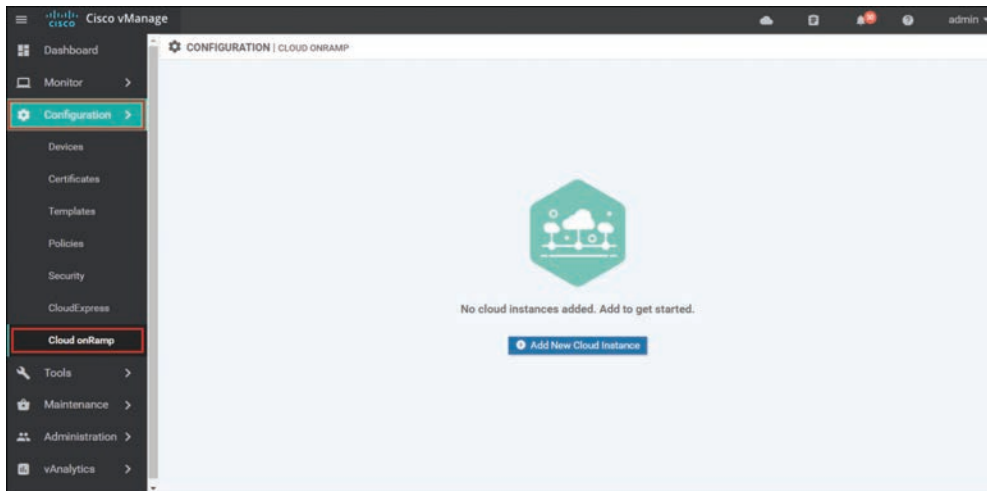 cisco Cisco vManage
admin
Dashboard
CONFIGURATION | CLOUD ONRAMP
Monitor
Configuration
Devices
Certificates
Templates
Policies
Security
CloudExpress
Cloud onRamp
Tools
Maintenance
Administration
vAnalytics
No cloud instances added. Add to get started.
Add New Cloud Instance